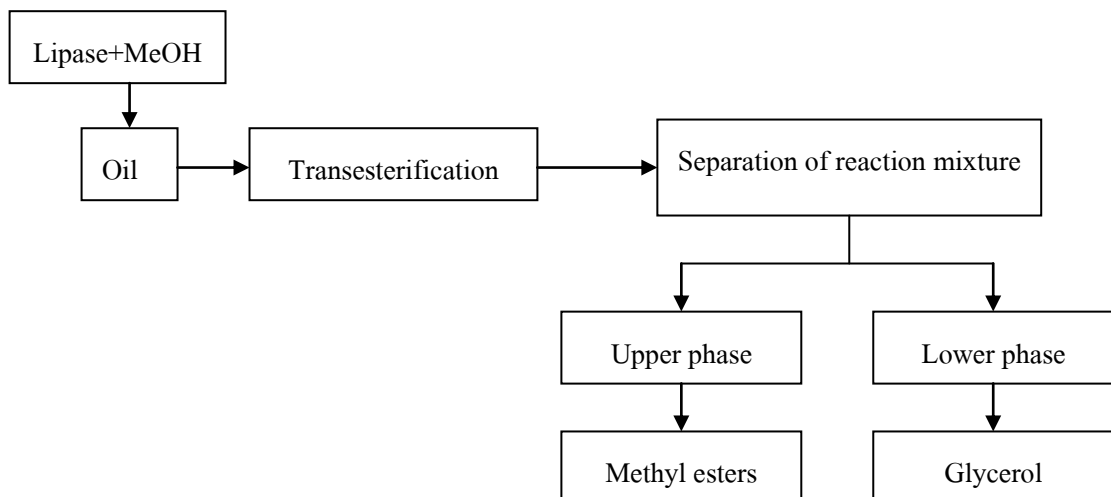 Lipase+MeOH
Oil
Transesterification
Separation of reaction mixture
Upper phase
Lower phase
Methyl esters
Glycerol